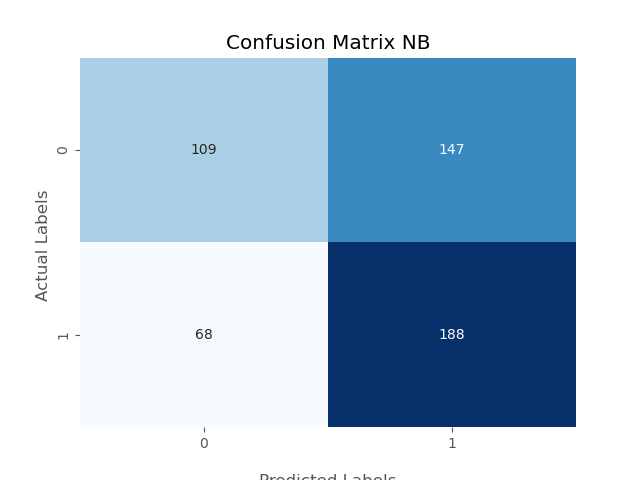 Confusion Matrix NB
Actual Labels
0
109
147
1
68
188
0
1
Predicted Labels